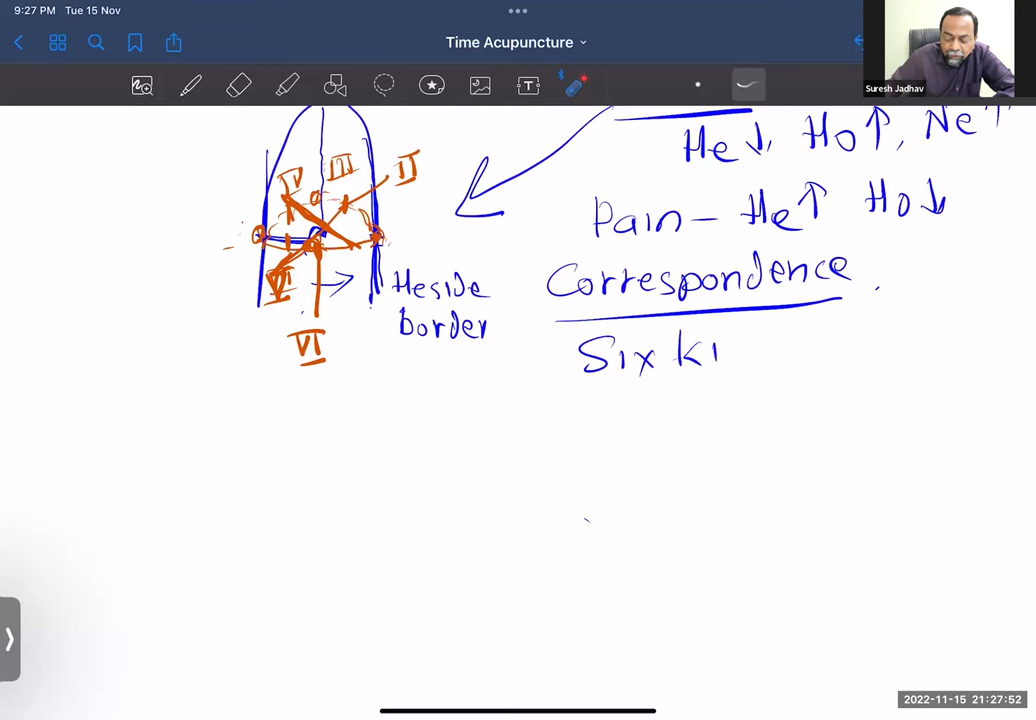 9:27 PM Tue 15 Nov
Time Acupuncture
Suresh Jadhav
He↓, Ho↑, Ne↑
Pain - He↑ Ho↓
IV III II
VI
Heside
border
Correspondence
Six ki
2022-11-15 21:27:52